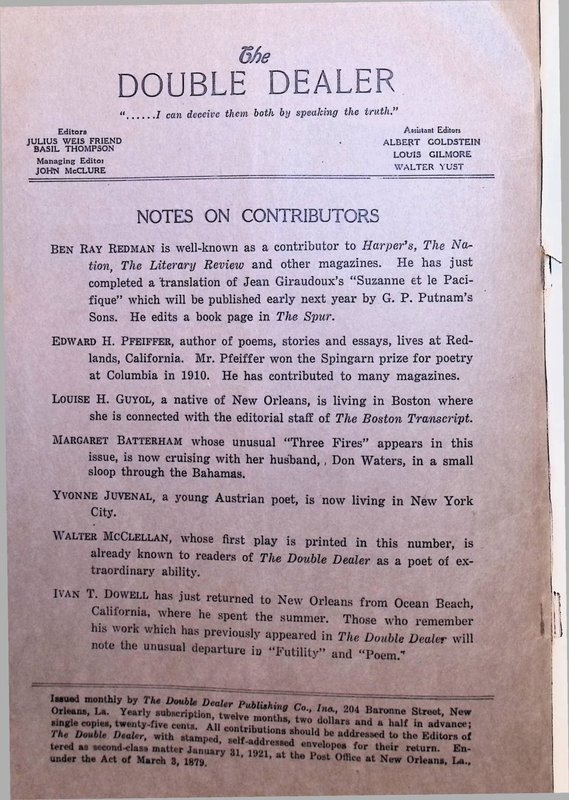 The
DOUBLE DEALER
"......I can deceive them both by speaking the truth."
Editors
JULIUS WEIS FRIEND
BASIL THOMPSON
Managing Editor
JOHN McCLURE
Assistant Editors
ALBERT GOLDSTEIN
LOUIS GILMORE
WALTER YUST
NOTES ON CONTRIBUTORS
BEN RAY REDMAN is well-known as a contributor to Harper's, The Na-
tion, The Literary Review and other magazines. He has just
completed a translation of Jean Giraudoux's "Suzanne et le Paci-
fique" which will be published early next year by G. P. Putnam's
Sons. He edits a book page in The Spur.
EDWARD H. PFEIFFER, author of poems, stories and essays, lives at Red-
lands, California. Mr. Pfeiffer won the Spingarn prize for poetry
at Columbia in 1910. He has contributed to many magazines.
LOUISE H. GUYOL, a native of New Orleans, is living in Boston where
she is connected with the editorial staff of The Boston Transcript.
MARGARET BATTERHAM whose unusual "Three Fires" appears in this
issue, is now cruising with her husband, , Don Waters, in a small
sloop through the Bahamas.
YVONNE JUVENAL, a young Austrian poet, is now living in New York
City.
WALTER MCCLELLAN, whose first play is printed in this number, is
already known to readers of The Double Dealer as a poet of ex-
traordinary ability.
IVAN T. DOWELL has just returned to New Orleans from Ocean Beach,
California, where he spent the summer. Those who remember
his work which has previously appeared in The Double Dealer will
note the unusual departure in "Futility" and "Poem."
Issued monthly by The Double Dealer Publishing Co., Inc., 204 Baronne Street, New
Orleans, La. Yearly subscription, twelve months, two dollars and a half in advance;
single copies, twenty-five cents. All contributions should be addressed to the Editors of
The Double Dealer, with stamped, self-addressed envelopes for their return. En-
tered as second-class matter January 31, 1921, at the Post Office at New Orleans, La.,
under the Act of March 3, 1879.